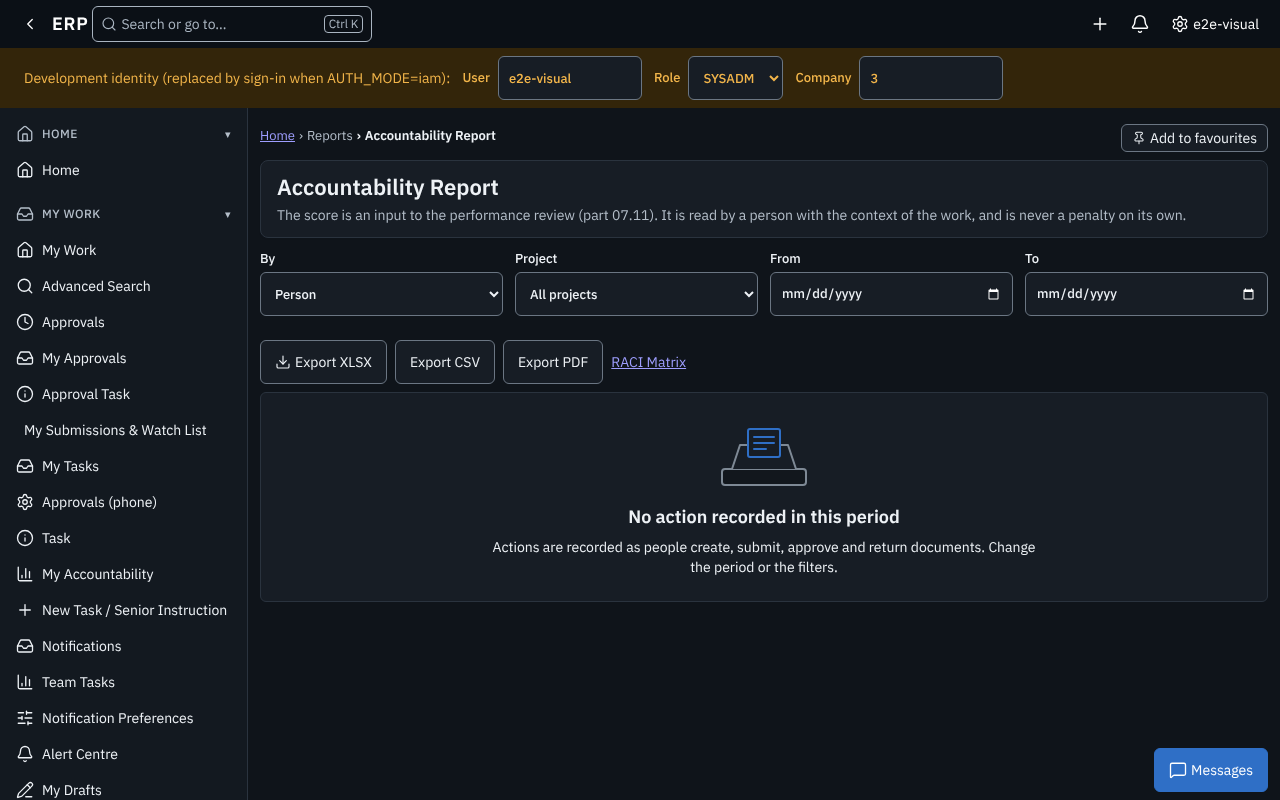 ERP
Search or go to...
Ctrl K
e2e-visual
Development identity (replaced by sign-in when AUTH_MODE=iam):
User
e2e-visual
Role
SYSADM
Company
3
HOME
Home
MY WORK
My Work
Advanced Search
Approvals
My Approvals
Approval Task
My Submissions & Watch List
My Tasks
Approvals (phone)
Task
My Accountability
New Task / Senior Instruction
Notifications
Team Tasks
Notification Preferences
Alert Centre
My Drafts
Home › Reports › Accountability Report
Add to favourites
Accountability Report
The score is an input to the performance review (part 07.11). It is read by a person with the context of the work, and is never a penalty on its own.
By
Person
Project
All projects
From
mm/dd/yyyy
To
mm/dd/yyyy
Export XLSX
Export CSV
Export PDF
RACI Matrix
No action recorded in this period
Actions are recorded as people create, submit, approve and return documents. Change
the period or the filters.
Messages